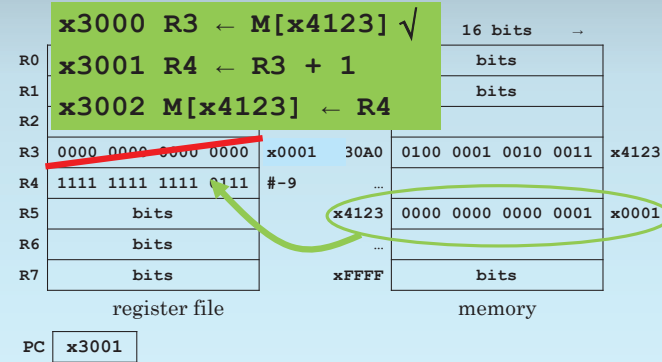 x3000 R3 ← M[x4123] √
x3001 R4 ← R3 + 1
x3002 M[x4123] ← R4
16 bits →
R0 bits
R1 bits
R2
R3 0000 0000 0000 0000 x0001 30A0 0100 0001 0010 0011 x4123
R4 1111 1111 1111 0111 #-9 …
R5 bits x4123 0000 0000 0000 0001 x0001
R6 bits …
R7 bits xFFFF bits
register file memory
PC x3001